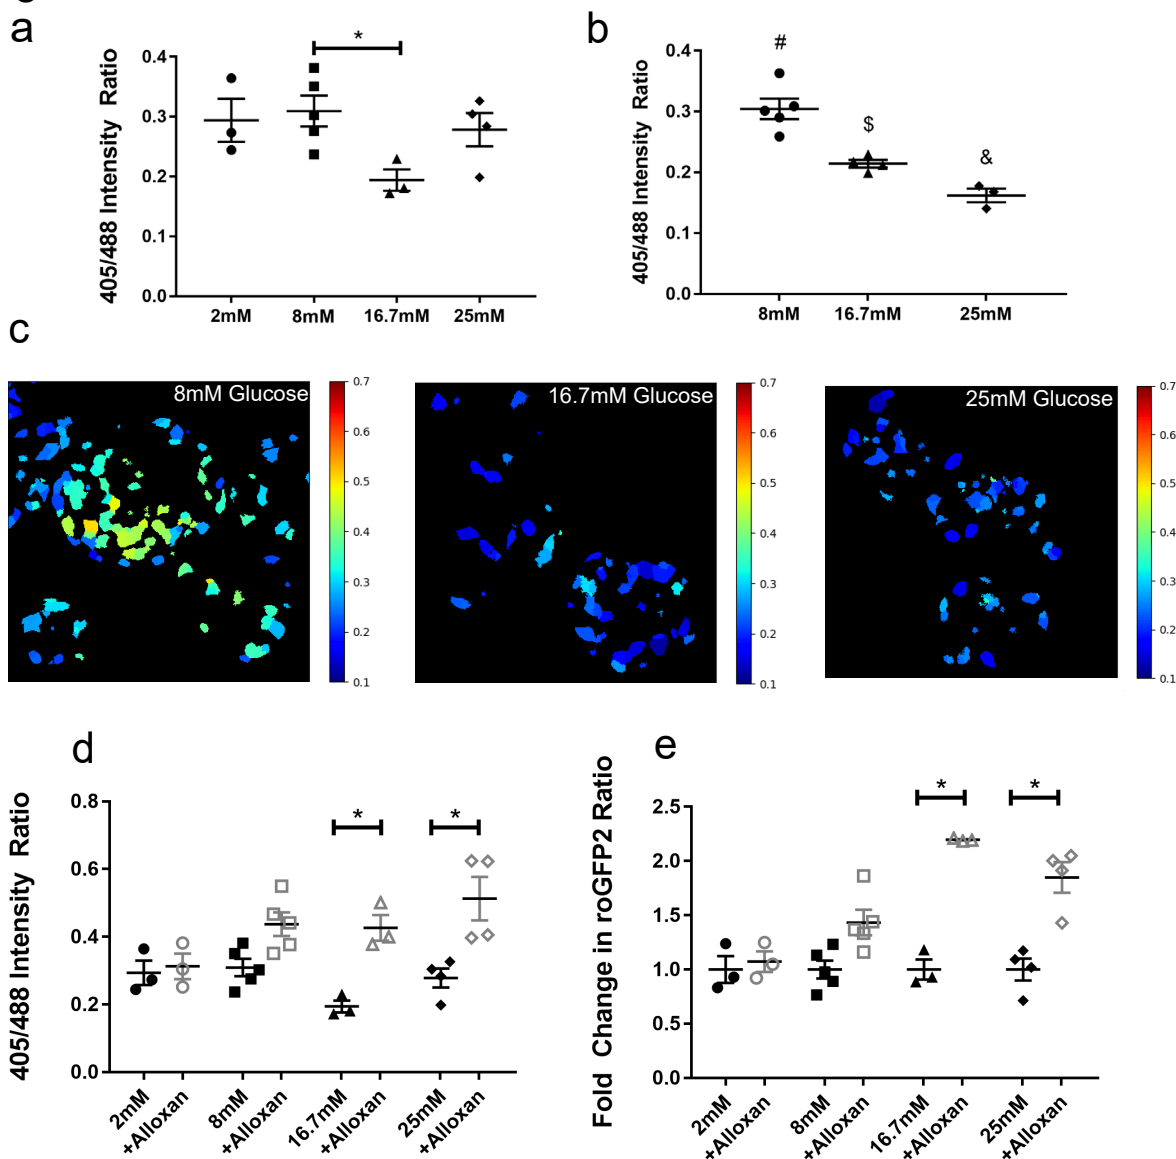 a
405/488 Intensity Ratio
0.4
0.3
0.2
0.1
0.0
*
2mM
8mM
16.7mM
25mM
b
405/488 Intensity Ratio
0.4
0.3
0.2
0.1
0.0
#
$
&
8mM
16.7mM
25mM
c
8mM Glucose
0.7
0.6
0.5
0.4
0.3
0.2
0.1
16.7mM Glucose
0.7
0.6
0.5
0.4
0.3
0.2
0.1
25mM Glucose
0.7
0.6
0.5
0.4
0.3
0.2
0.1
d
405/488 Intensity Ratio
0.8
0.6
0.4
0.2
0.0
*
*
2mM
+Alloxan
8mM
+Alloxan
16.7mM
+Alloxan
25mM
+Alloxan
e
Fold Change in roGFP2 Ratio
2.5
2.0
1.5
1.0
0.5
0.0
*
*
2mM
+Alloxan
8mM
+Alloxan
16.7mM
+Alloxan
25mM
+Alloxan